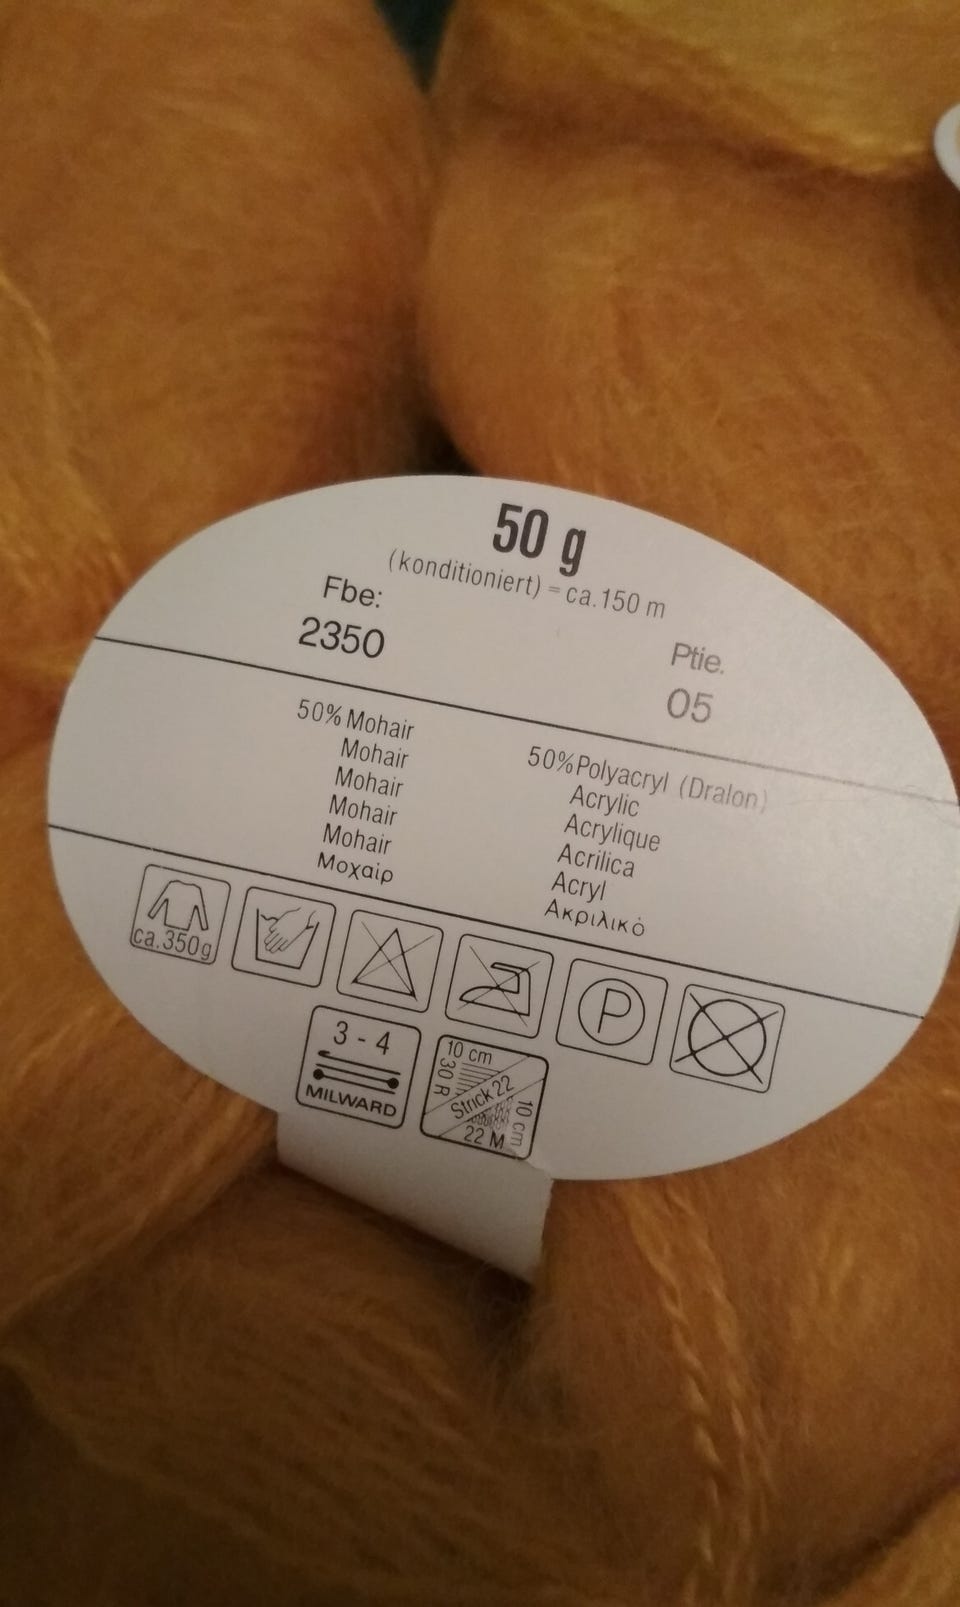 50 g
(konditioniert) = ca. 150 m
Fbe:
2350
Ptie.
05
50% Mohair
Mohair
Mohair
Mohair
Mohair
Μοχαίρ
50% Polyacryl (Dralon)
Acrylic
Acrylique
Acrilica
Acryl
Ακριλικό
ca. 350 g
P
3 - 4
MILWARD
10 cm
30 R
Strick 22
10 cm
22 M